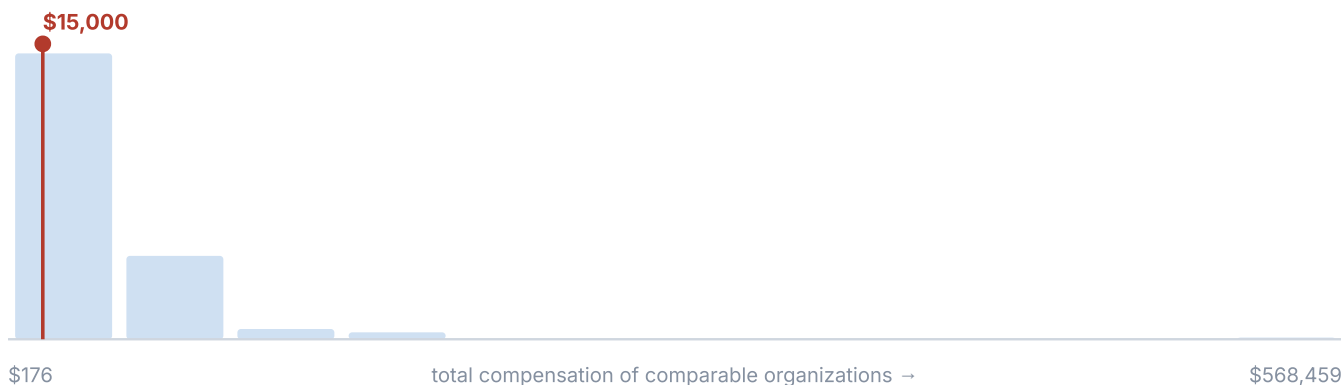 $15,000
$176 total compensation of comparable organizations → $568,459